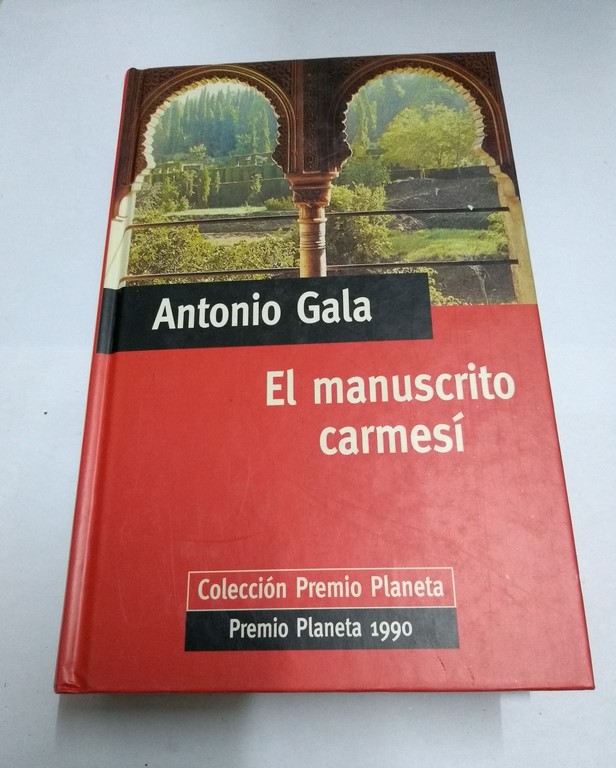 Antonio Gala
El manuscrito
carmesí
Colección Premio Planeta
Premio Planeta 1990